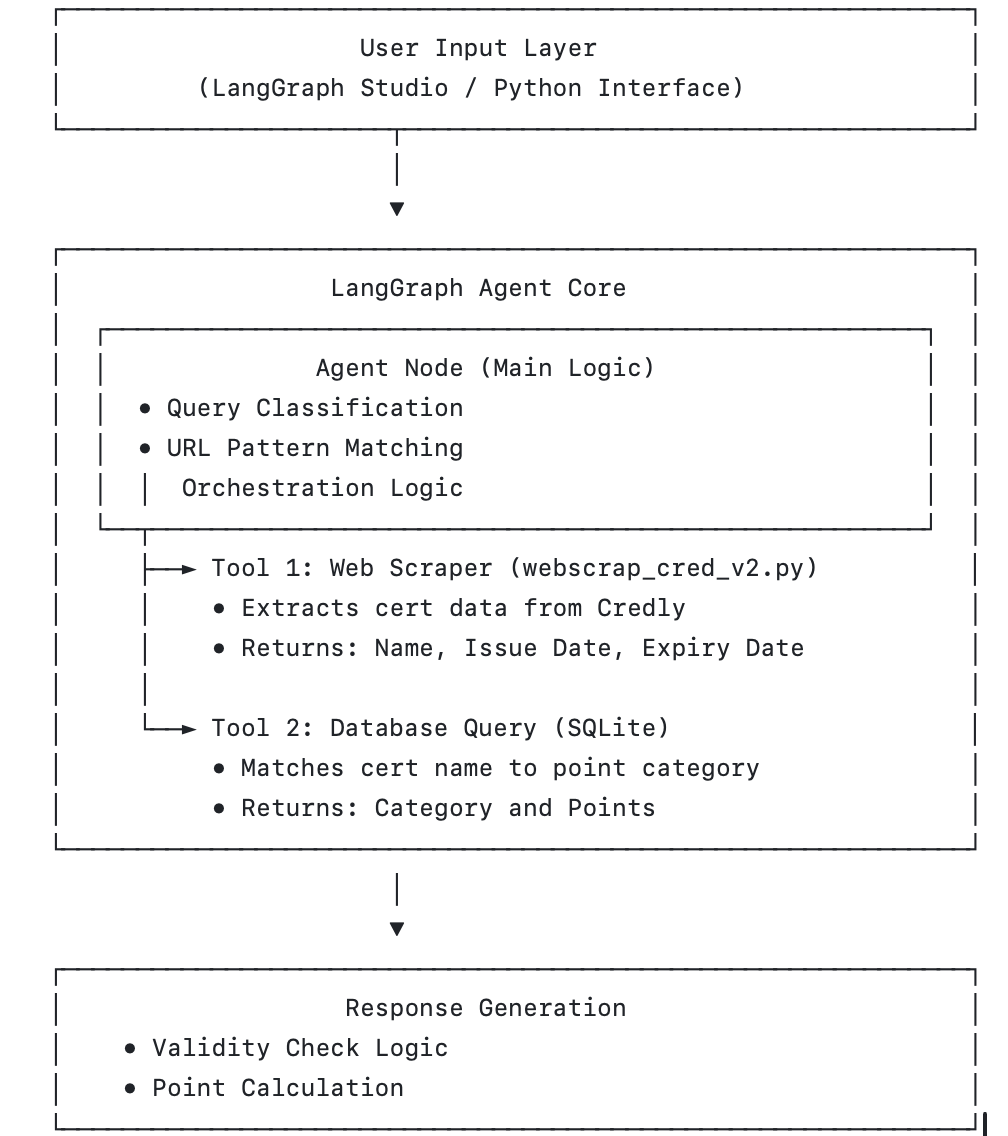 User Input Layer
(LangGraph Studio / Python Interface)
LangGraph Agent Core
Agent Node (Main Logic)
• Query Classification
• URL Pattern Matching
Orchestration Logic
Tool 1: Web Scraper (webscrap_cred_v2.py)
• Extracts cert data from Credly
• Returns: Name, Issue Date, Expiry Date
Tool 2: Database Query (SQLite)
• Matches cert name to point category
• Returns: Category and Points
Response Generation
• Validity Check Logic
• Point Calculation